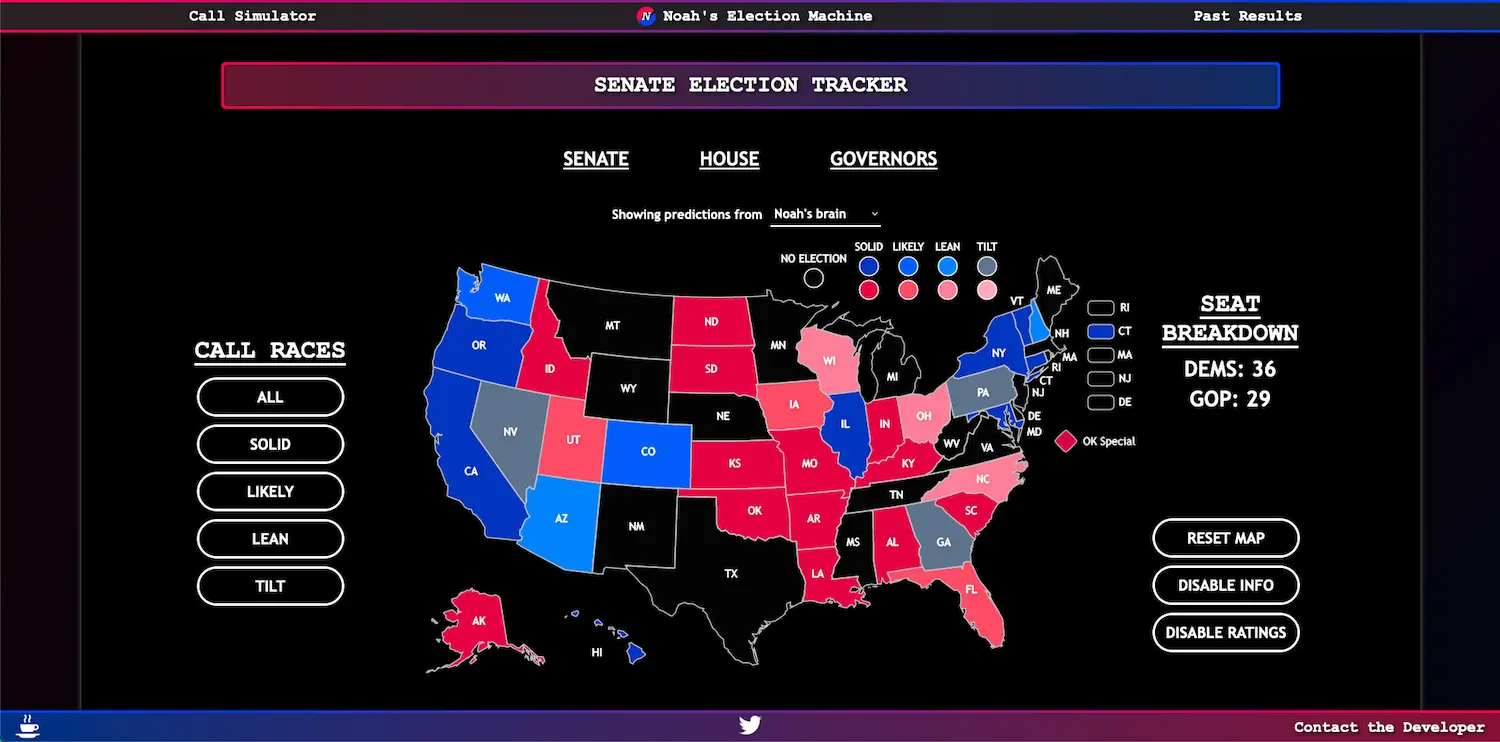 Call Simulator
N Noah's Election Machine
Past Results
SENATE ELECTION TRACKER
SENATE
HOUSE
GOVERNORS
Showing predictions from Noah's brain
NO ELECTION
SOLID
LIKELY
LEAN
TILT
CALL RACES
ALL
SOLID
LIKELY
LEAN
TILT
WA
OR
CA
NV
ID
MT
WY
UT
CO
AZ
NM
ND
SD
NE
KS
OK
TX
MN
IA
MO
AR
LA
WI
IL
MI
IN
OH
KY
TN
MS
AL
GA
FL
SC
NC
VA
WV
PA
NY
VT
ME
NH
MA
RI
CT
NJ
DE
MD
AK
HI
RI
CT
MA
NJ
DE
OK Special
SEAT
BREAKDOWN
DEMS: 36
GOP: 29
RESET MAP
DISABLE INFO
DISABLE RATINGS
Contact the Developer